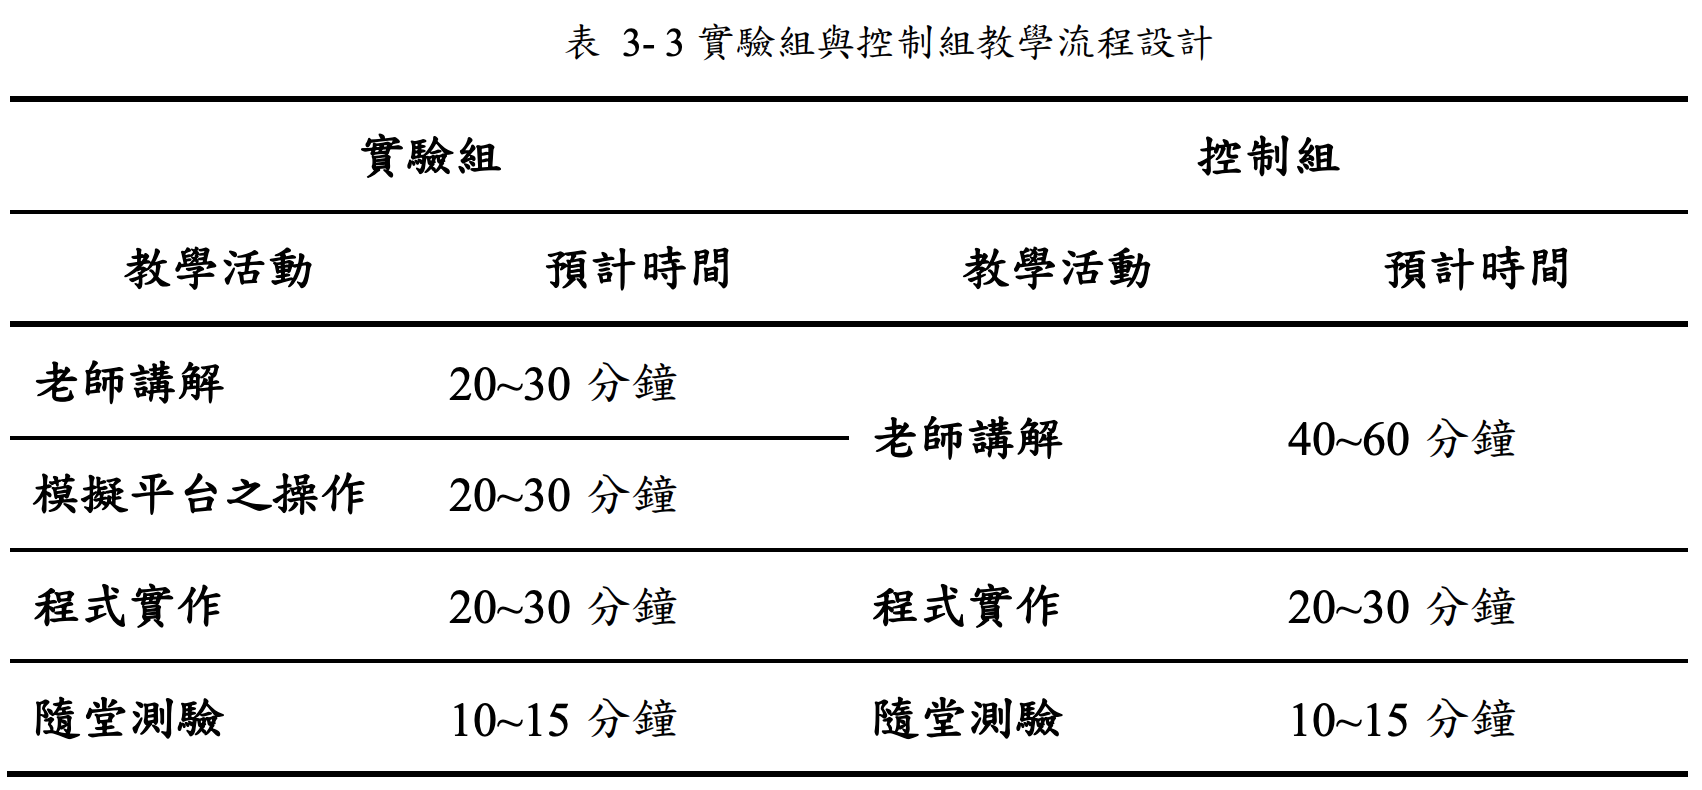 表 3- 3 實驗組與控制組教學流程設計
實驗組 控制組
教學活動 預計時間 教學活動 預計時間
老師講解 20~30 分鐘
老師講解 40~60 分鐘
模擬平台之操作 20~30 分鐘
程式實作 20~30 分鐘 程式實作 20~30 分鐘
隨堂測驗 10~15 分鐘 隨堂測驗 10~15 分鐘